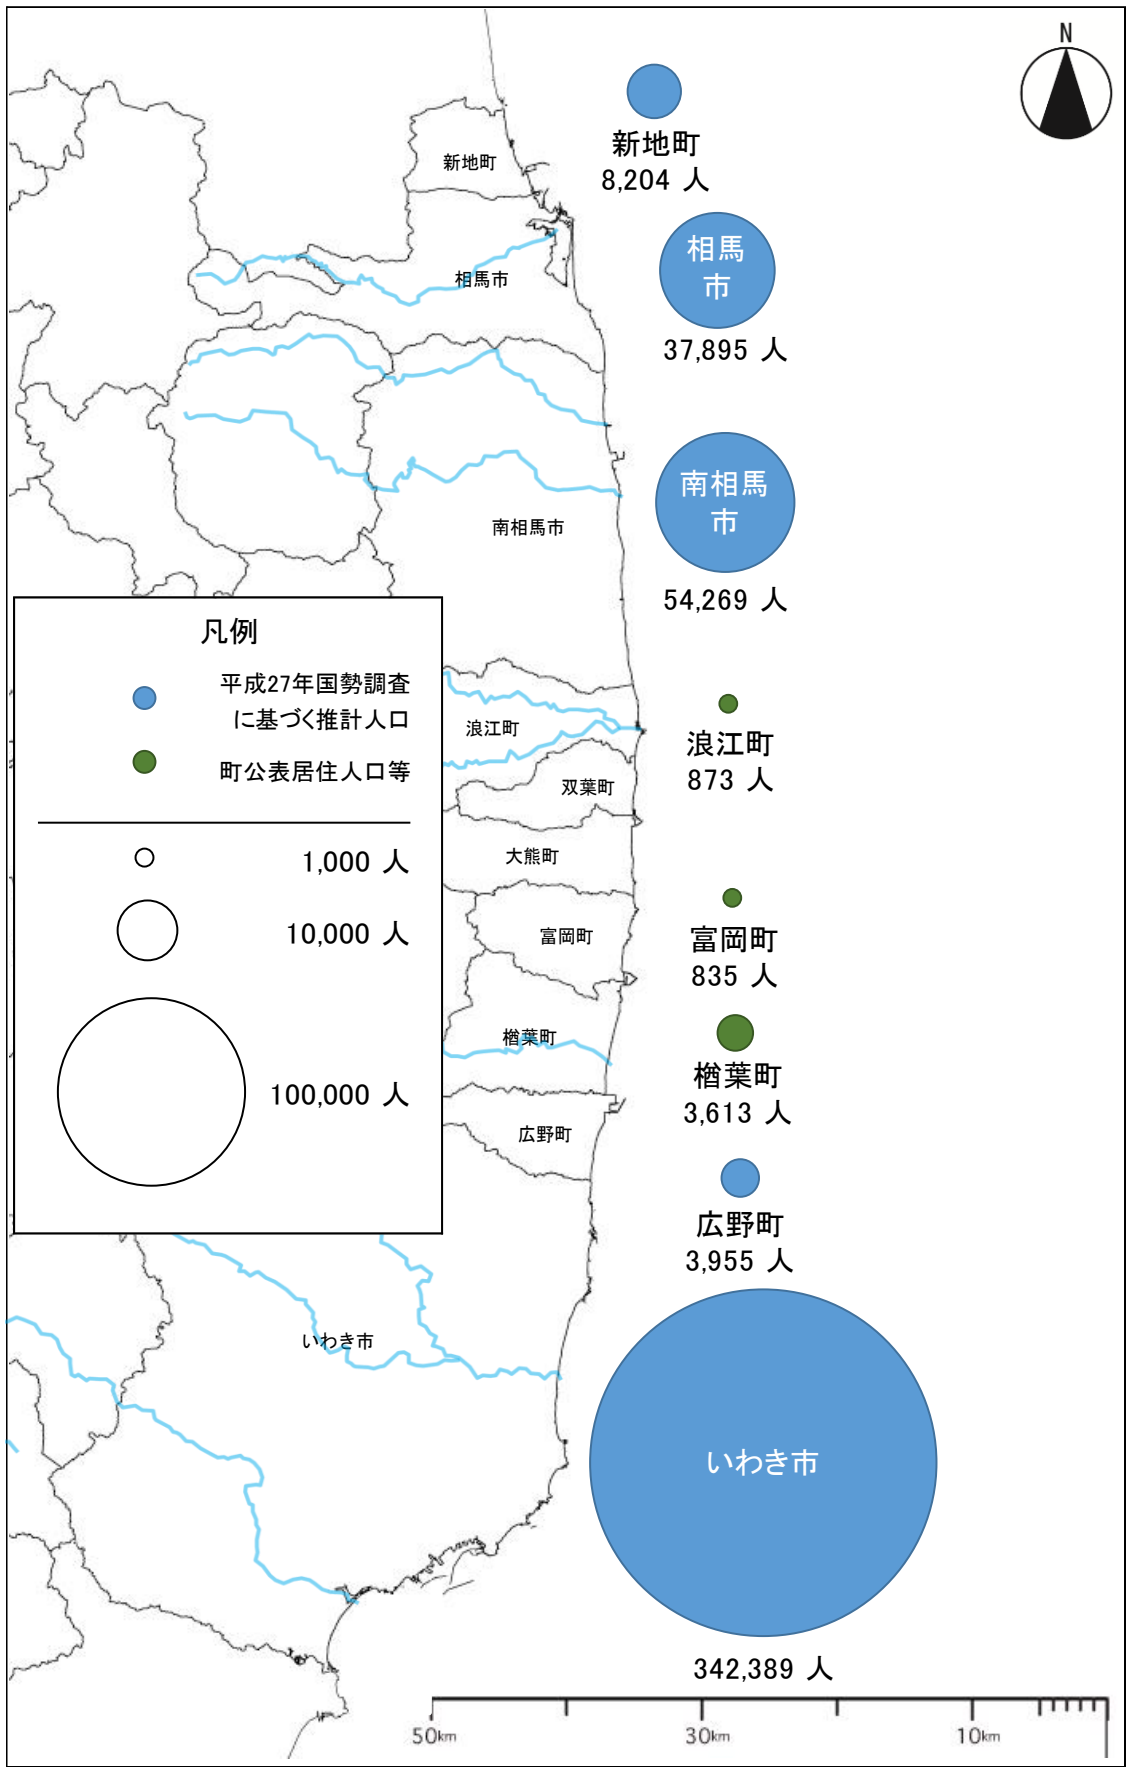 N
新地町
8,204 人
新地町
相馬
市
相馬市
37,895 人
南相馬
市
南相馬市
54,269 人
凡例
平成27年国勢調査
に基づく推計人口
町公表居住人口等
1,000 人
10,000 人
100,000 人
浪江町
浪江町
873 人
双葉町
大熊町
富岡町
富岡町
835 人
楢葉町
楢葉町
3,613 人
広野町
広野町
3,955 人
いわき市
いわき市
342,389 人
50km
30km
10km